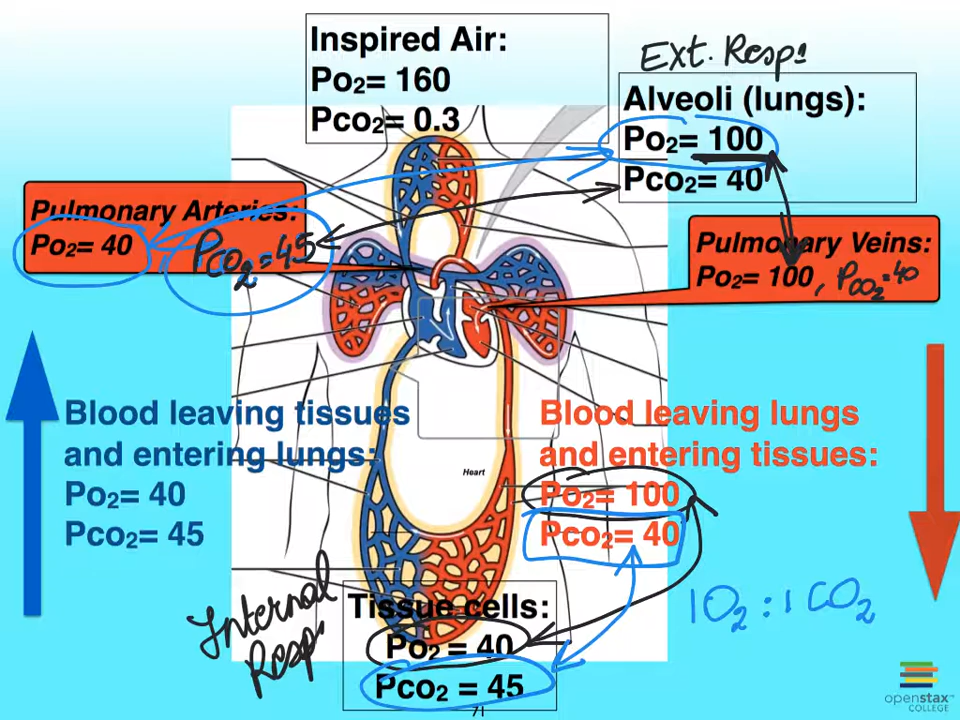 Inspired Air:
Po2= 160
Pco2= 0.3
Ext. Resp:
Alveoli (lungs):
Po2= 100
Pco2= 40
Pulmonary Arteries:
Po2= 40
Pco2=45
Pulmonary Veins:
Po2= 100, Pco2=40
Blood leaving tissues
and entering lungs:
Po2= 40
Pco2= 45
Blood leaving lungs
and entering tissues:
Po2= 100
Pco2= 40
Heart
Internal
Resp:
Tissue cells:
Po2 = 40
Pco2 = 45
1O2:1CO2
openstax
COLLEGE
71